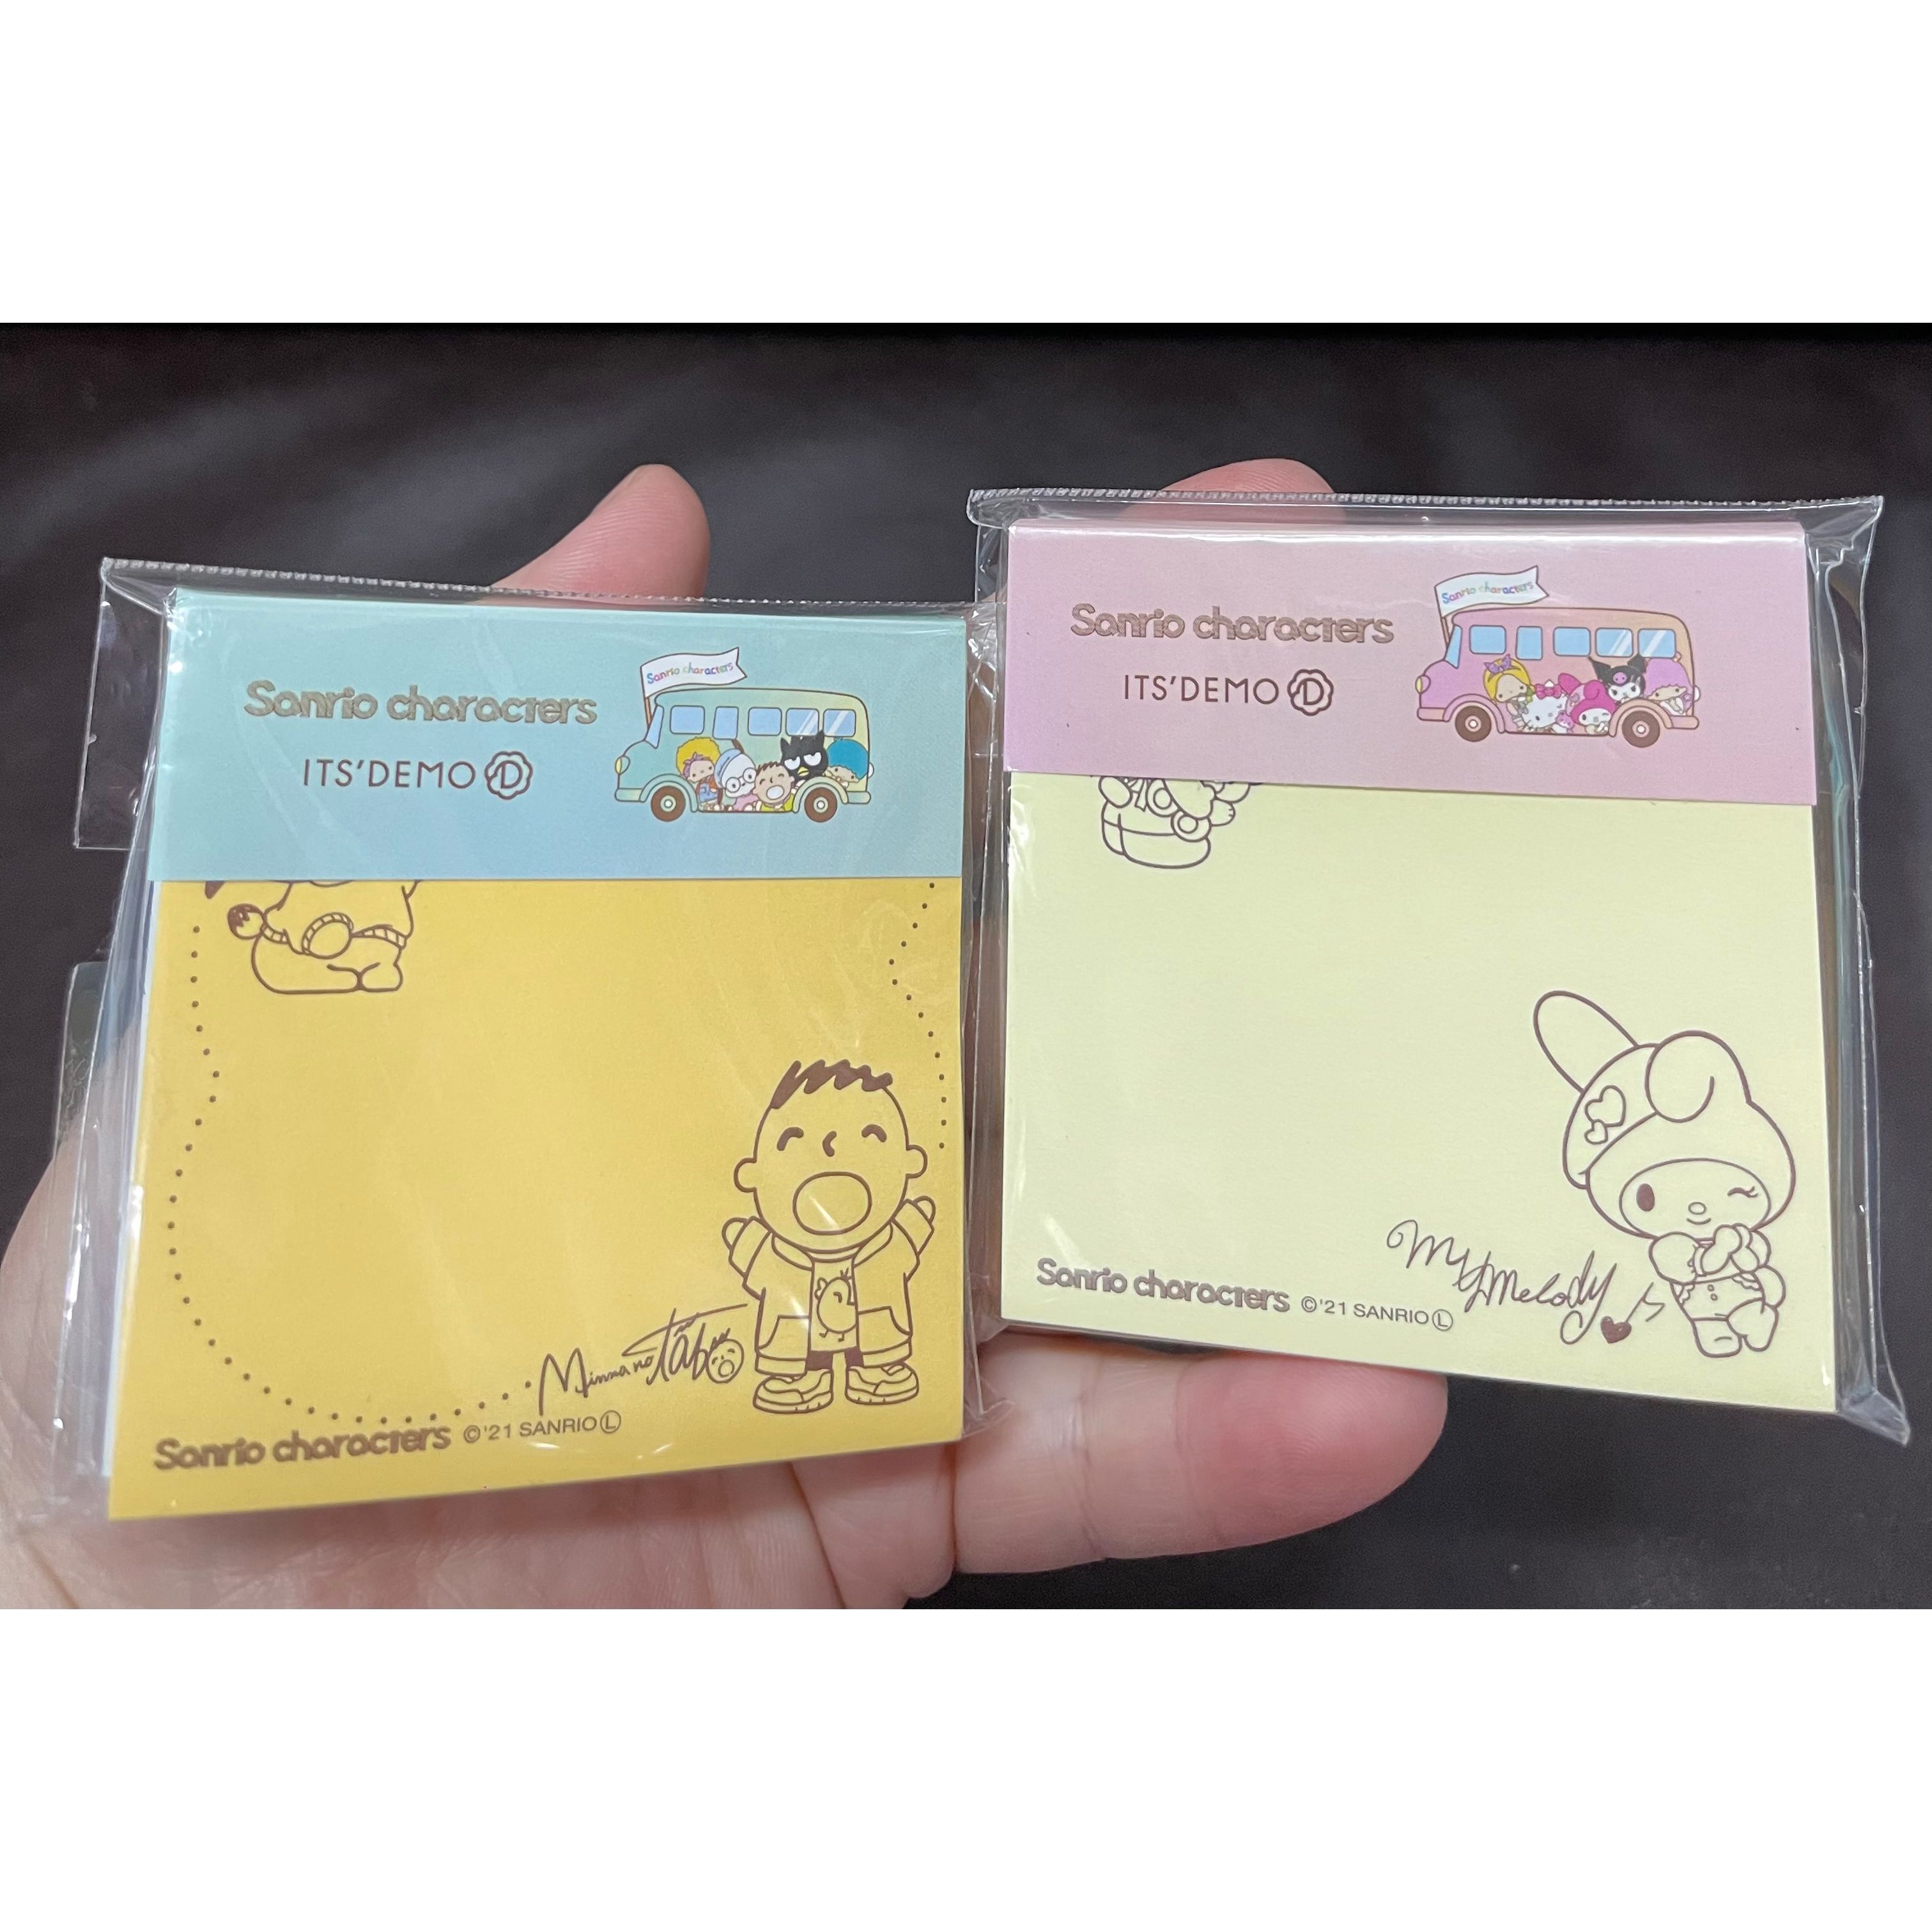 Sanrio characters
ITS'DEMO D
Sanrio characters
Minna no Tābō
Sanrio characters ©'21 SANRIO Ⓛ
Sanrio characters
ITS'DEMO D
Sanrio characters
My Melody
Sanrio characters ©'21 SANRIO Ⓛ